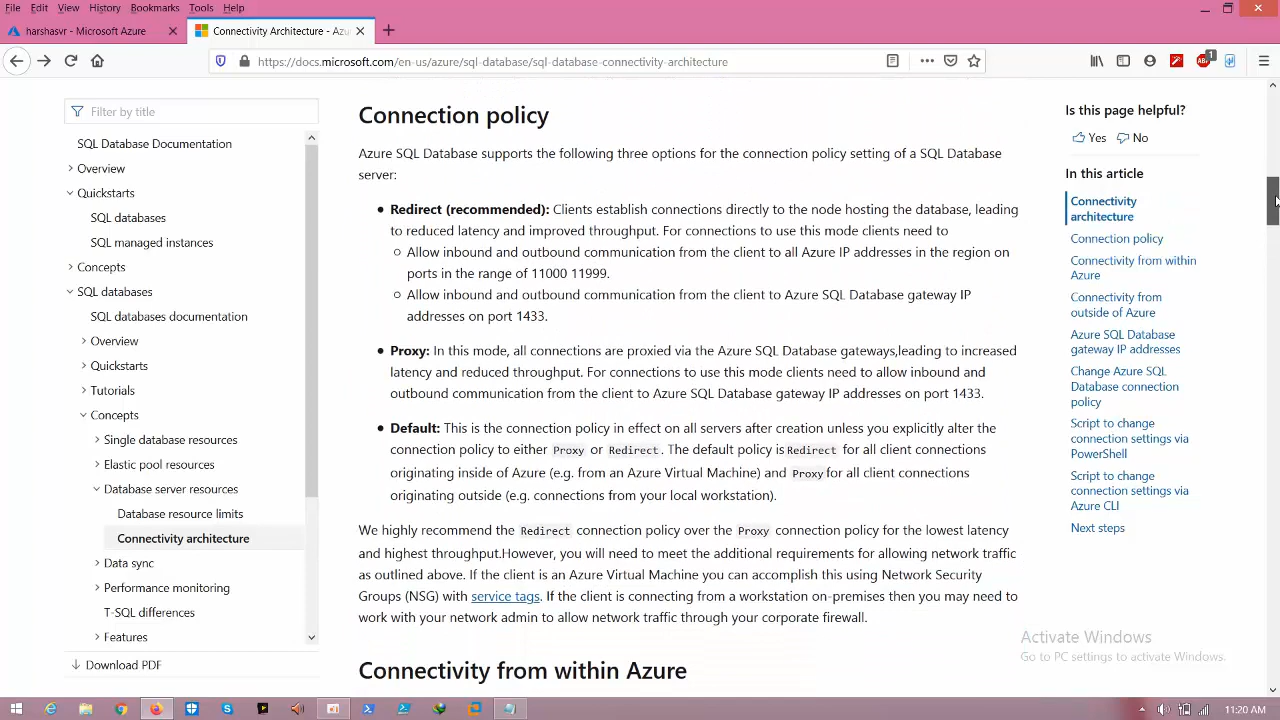 File Edit View History Bookmarks Tools Help
harshasvr - Microsoft Azure
Connectivity Architecture - Azure
https://docs.microsoft.com/en-us/azure/sql-database/sql-database-connectivity-architecture
1
Filter by title
SQL Database Documentation
Overview
Quickstarts
SQL databases
SQL managed instances
Concepts
SQL databases
SQL databases documentation
Overview
Quickstarts
Tutorials
Concepts
Single database resources
Elastic pool resources
Database server resources
Database resource limits
Connectivity architecture
Data sync
Performance monitoring
T-SQL differences
Features
Download PDF
Connection policy
Azure SQL Database supports the following three options for the connection policy setting of a SQL Database
server:
Redirect (recommended): Clients establish connections directly to the node hosting the database, leading
to reduced latency and improved throughput. For connections to use this mode clients need to
Allow inbound and outbound communication from the client to all Azure IP addresses in the region on
ports in the range of 11000 11999.
Allow inbound and outbound communication from the client to Azure SQL Database gateway IP
addresses on port 1433.
Proxy: In this mode, all connections are proxied via the Azure SQL Database gateways,leading to increased
latency and reduced throughput. For connections to use this mode clients need to allow inbound and
outbound communication from the client to Azure SQL Database gateway IP addresses on port 1433.
Default: This is the connection policy in effect on all servers after creation unless you explicitly alter the
connection policy to either Proxy or Redirect. The default policy is Redirect for all client connections
originating inside of Azure (e.g. from an Azure Virtual Machine) and Proxy for all client connections
originating outside (e.g. connections from your local workstation).
We highly recommend the Redirect connection policy over the Proxy connection policy for the lowest latency
and highest throughput.However, you will need to meet the additional requirements for allowing network traffic
as outlined above. If the client is an Azure Virtual Machine you can accomplish this using Network Security
Groups (NSG) with service tags. If the client is connecting from a workstation on-premises then you may need to
work with your network admin to allow network traffic through your corporate firewall.
Connectivity from within Azure
Is this page helpful?
Yes No
In this article
Connectivity
architecture
Connection policy
Connectivity from within
Azure
Connectivity from
outside of Azure
Azure SQL Database
gateway IP addresses
Change Azure SQL
Database connection
policy
Script to change
connection settings via
PowerShell
Script to change
connection settings via
Azure CLI
Next steps
Activate Windows
Go to PC settings to activate Windows.
11:20 AM